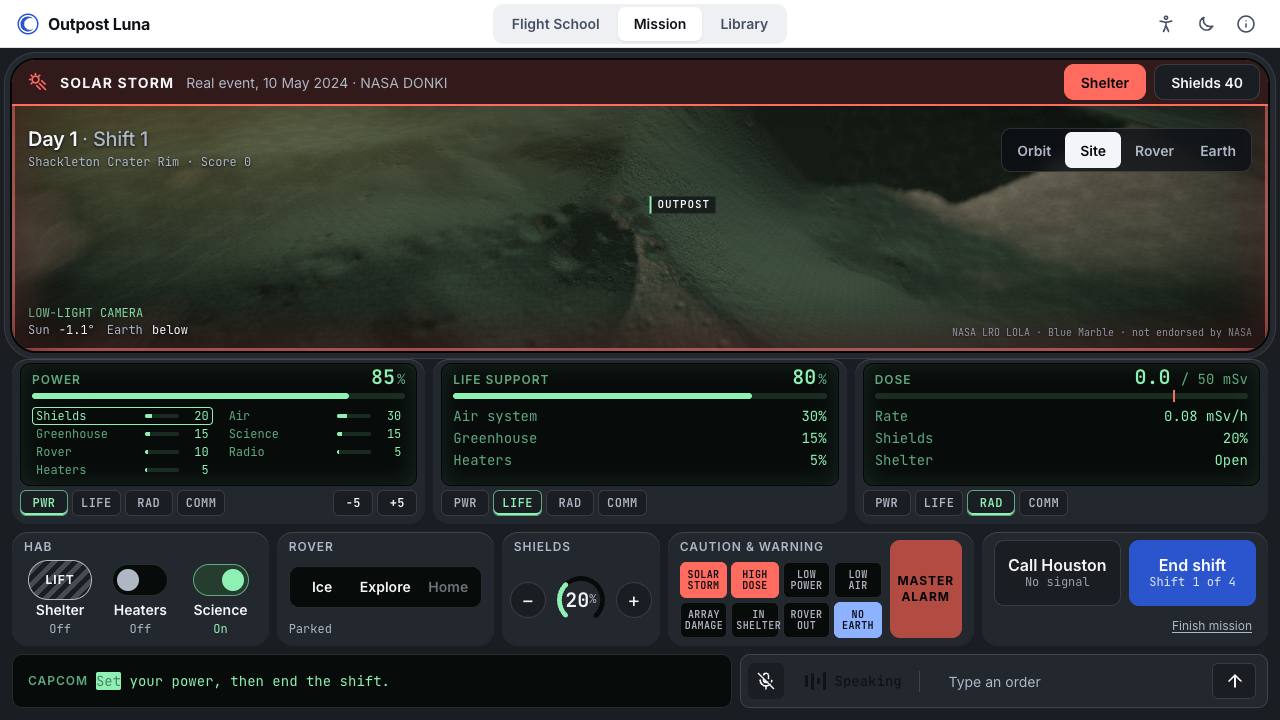 Outpost Luna
Flight School
Mission
Library
SOLAR STORM Real event, 10 May 2024 · NASA DONKI
Shelter
Shields 40
Day 1 · Shift 1
Shackleton Crater Rim · Score 0
Orbit
Site
Rover
Earth
OUTPOST
LOW-LIGHT CAMERA
Sun -1.1° Earth below
NASA LRO LOLA · Blue Marble · not endorsed by NASA
POWER 85%
Shields 20
Air 30
Greenhouse 15
Science 15
Rover 10
Radio 5
Heaters 5
PWR LIFE RAD COMM -5 +5
LIFE SUPPORT 80%
Air system 30%
Greenhouse 15%
Heaters 5%
PWR LIFE RAD COMM
DOSE 0.0 / 50 mSv
Rate 0.08 mSv/h
Shields 20%
Shelter Open
PWR LIFE RAD COMM
HAB
LIFT
Shelter Heaters Science
Off Off On
ROVER
Ice Explore Home
Parked
SHIELDS
− 20% +
CAUTION & WARNING
SOLAR STORM
HIGH DOSE
LOW POWER
LOW AIR
ARRAY DAMAGE
IN SHELTER
ROVER OUT
NO EARTH
MASTER ALARM
Call Houston
No signal
End shift
Shift 1 of 4
Finish mission
CAPCOM Set your power, then end the shift.
Speaking
Type an order